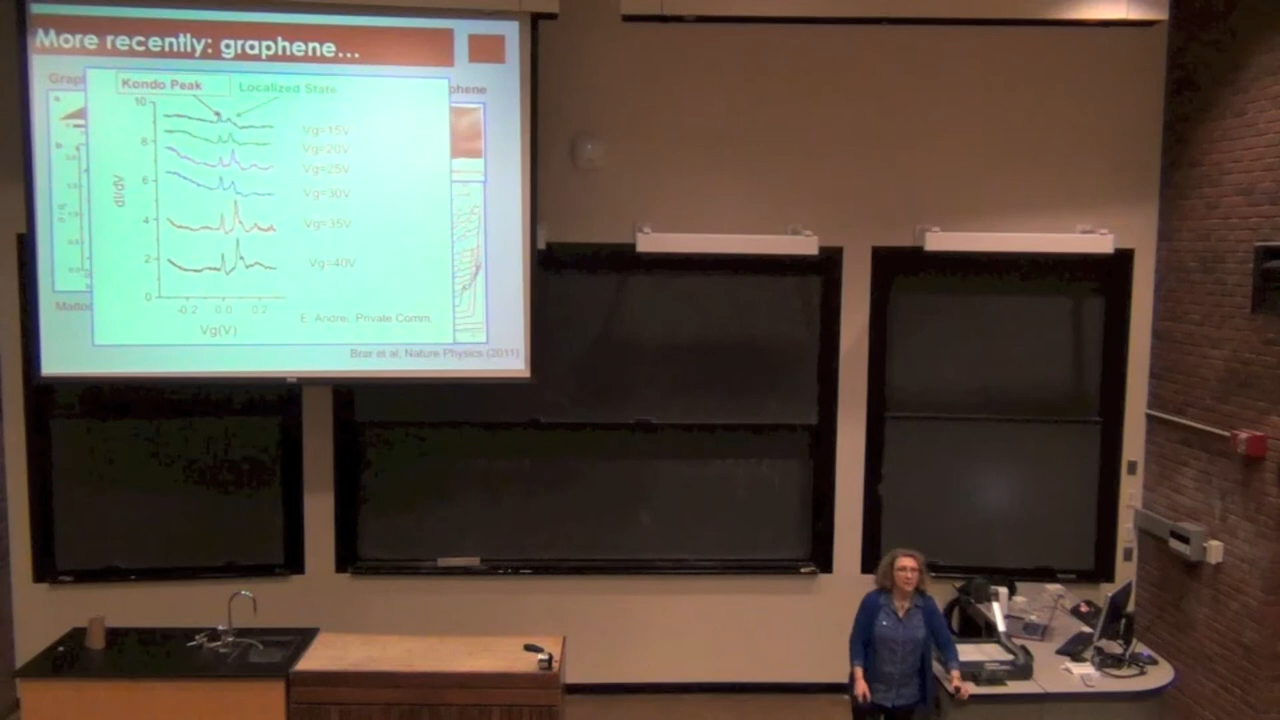 More recently: graphene...
Grap
phene
Kondo Peak
Localized State
10
8
6
4
2
0
dI/dV
Vg=15V
Vg=20V
Vg=25V
Vg=30V
Vg=35V
Vg=40V
-0.2 0.0 0.2
Vg(V)
E. Andrei, Private Comm.
Brar et al, Nature Physics (2011)